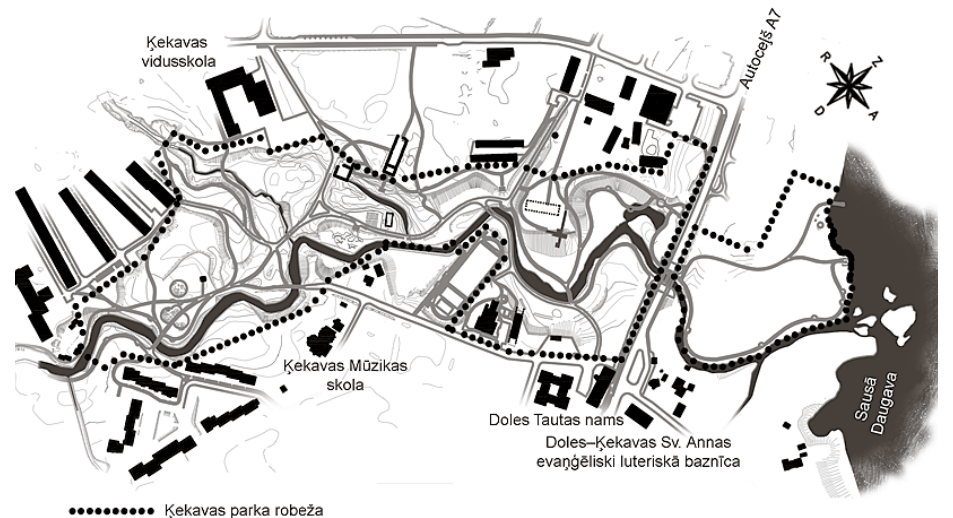 Ķekavas
vidusskola
Autoceļš A7
R
Z
D
A
Ķekavas Mūzikas
skola
Doles Tautas nams
Doles–Ķekavas Sv. Annas
evaņģēliski luteriskā baznīca
Sausā
Daugava
Ķekavas parka robeža